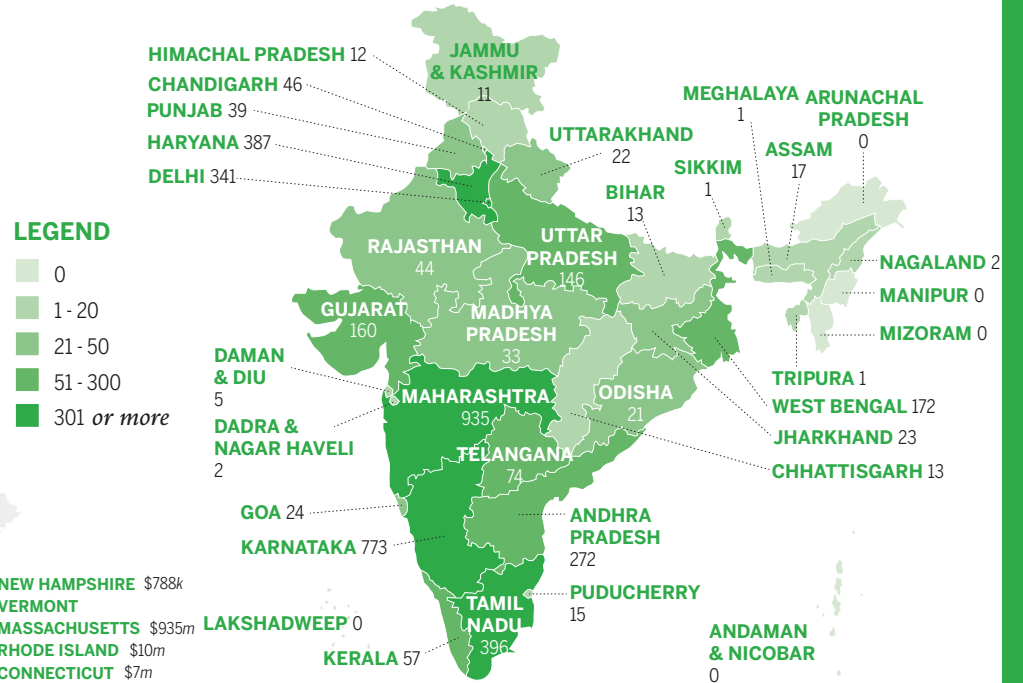 HIMACHAL PRADESH 12
CHANDIGARH 46
PUNJAB 39
HARYANA 387
DELHI 341
JAMMU
& KASHMIR
11
UTTARAKHAND
22
BIHAR
13
MEGHALAYA
1
ARUNACHAL
PRADESH
0
ASSAM
17
SIKKIM
1
LEGEND
0
1 - 20
21 - 50
51 - 300
301 or more
RAJASTHAN
44
UTTAR
PRADESH
146
GUJARAT
160
MADHYA
PRADESH
33
NAGALAND 2
MANIPUR 0
MIZORAM 0
TRIPURA 1
WEST BENGAL 172
JHARKHAND 23
CHHATTISGARH 13
DAMAN
& DIU
5
DADRA &
NAGAR HAVELI
2
MAHARASHTRA
935
ODISHA
21
TELANGANA
74
GOA 24
KARNATAKA 773
ANDHRA
PRADESH
272
PUDUCHERRY
15
TAMIL
NADU
396
LAKSHADWEEP 0
KERALA 57
ANDAMAN
& NICOBAR
0
NEW HAMPSHIRE $788k
VERMONT
MASSACHUSETTS $935m
RHODE ISLAND $10m
CONNECTICUT $7m